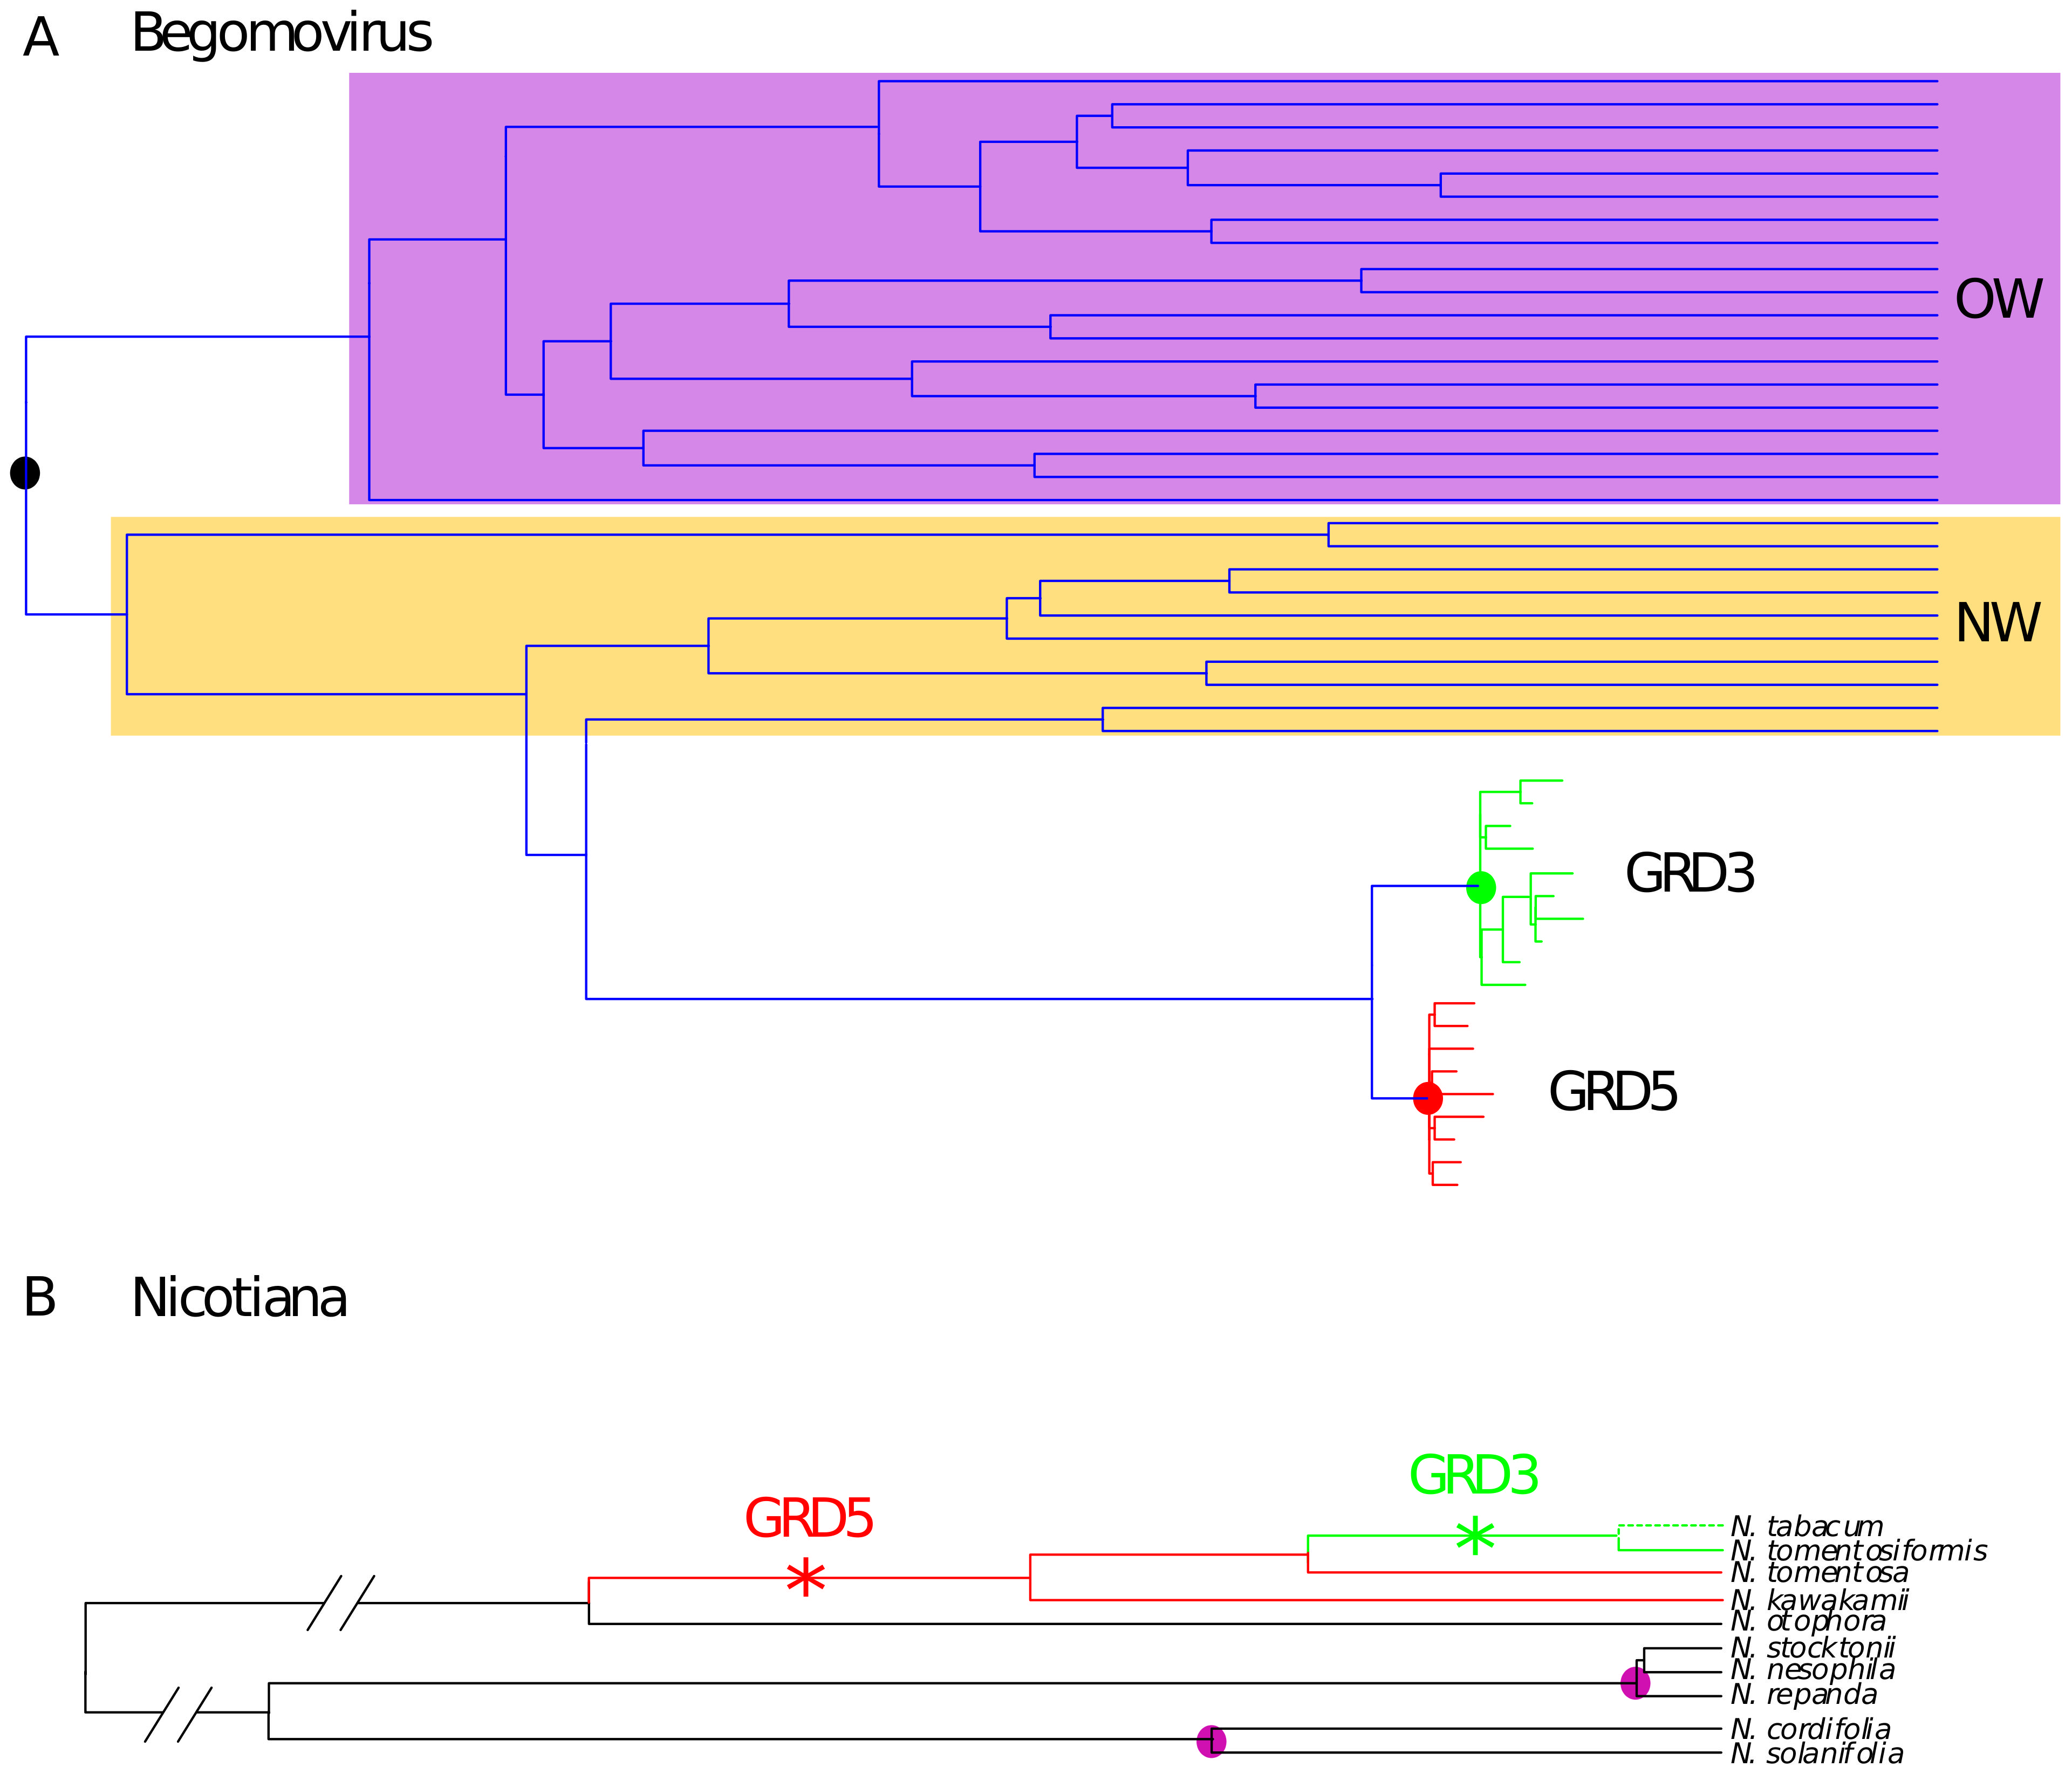 A Begomovirus
OW
NW
GRD3
GRD5
B Nicotiana
GRD3
GRD5
*
*
N. tabacum
N. tomentosiformis
N. tomentosa
N. kawakamii
N. otophora
N. stocktonii
N. nesophila
N. repanda
N. cordifolia
N. solanifolia